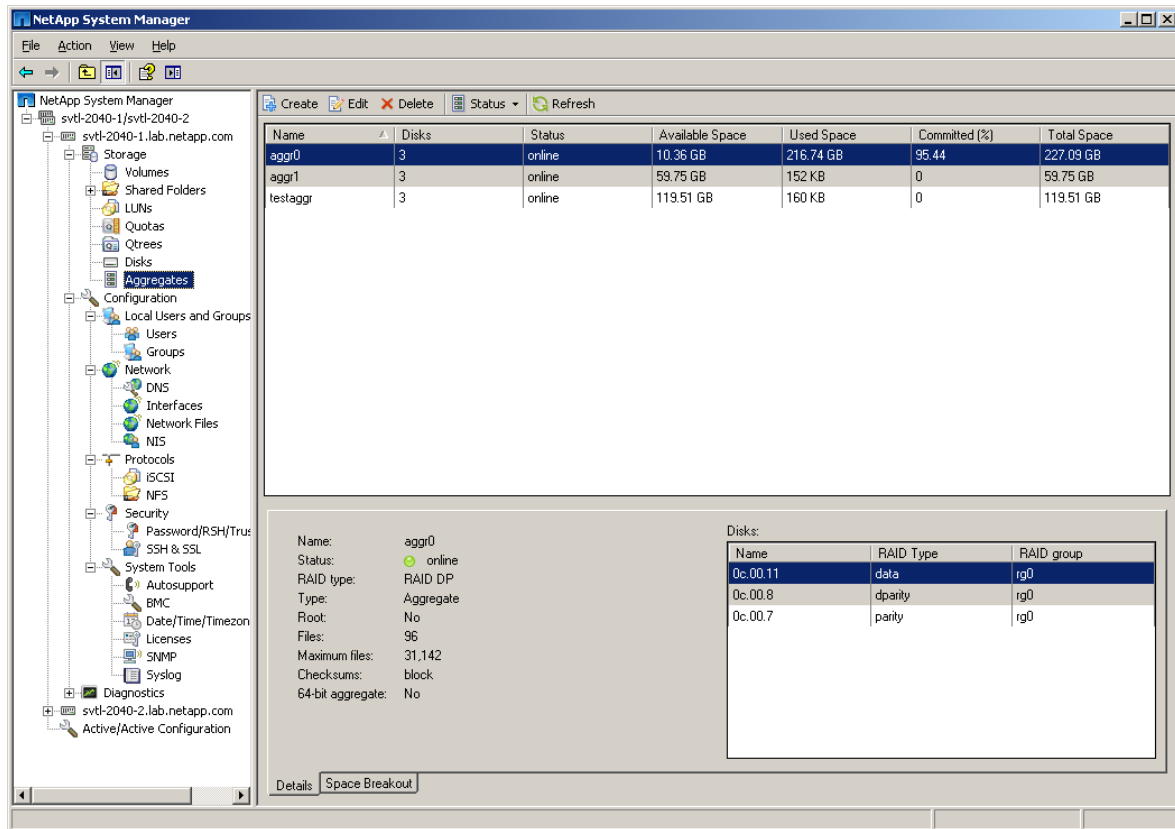 NetApp System Manager
File Action View Help
NetApp System Manager
svtl-2040-1/svtl-2040-2
svtl-2040-1.lab.netapp.com
Storage
Volumes
Shared Folders
LUNs
Quotas
Qtrees
Disks
Aggregates
Configuration
Local Users and Groups
Users
Groups
Network
DNS
Interfaces
Network Files
NIS
Protocols
iSCSI
NFS
Security
Password/RSH/Trus
SSH & SSL
System Tools
Autosupport
BMC
Date/Time/Timezon
Licenses
SNMP
Syslog
Diagnostics
svtl-2040-2.lab.netapp.com
Active/Active Configuration
Create Edit Delete Status Refresh
Name Disks Status Available Space Used Space Committed (%) Total Space
aggr0 3 online 10.36 GB 216.74 GB 95.44 227.09 GB
aggr1 3 online 59.75 GB 152 KB 0 59.75 GB
testaggr 3 online 119.51 GB 160 KB 0 119.51 GB
Name: aggr0
Status: online
RAID type: RAID DP
Type: Aggregate
Root: No
Files: 96
Maximum files: 31,142
Checksums: block
64-bit aggregate: No
Disks:
Name RAID Type RAID group
0c.00.11 data rg0
0c.00.8 dparity rg0
0c.00.7 parity rg0
Details Space Breakout